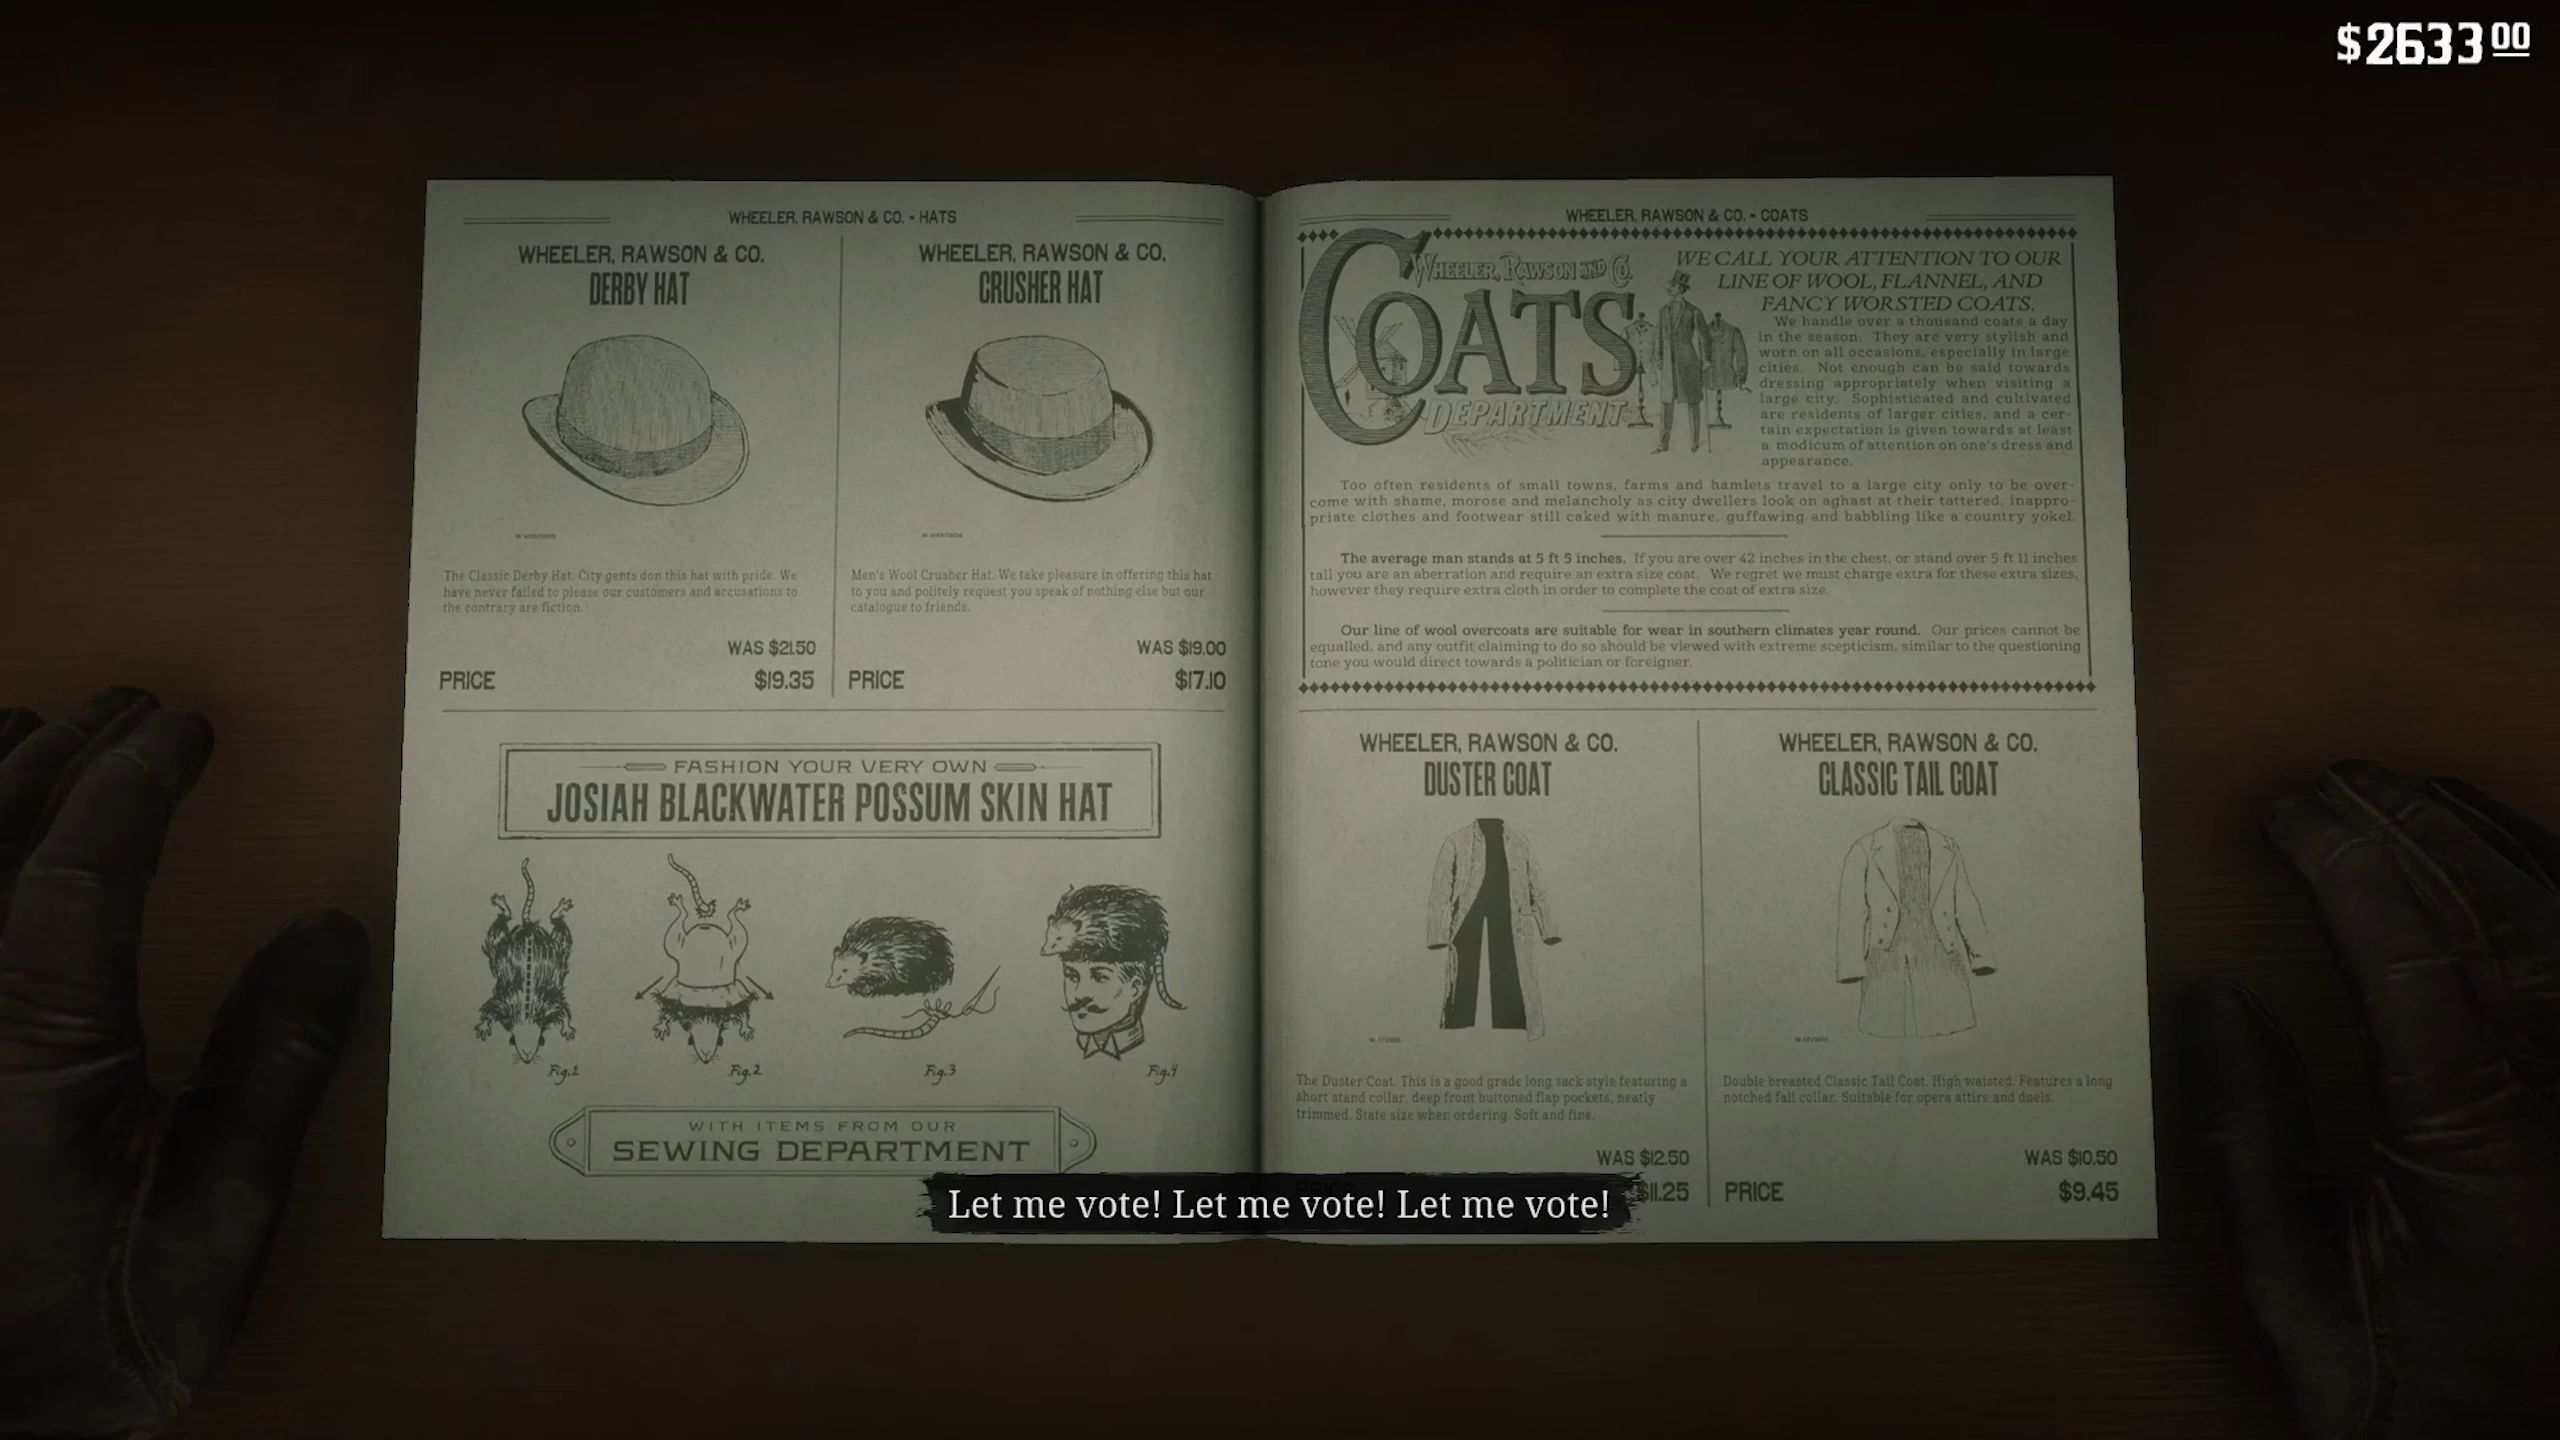 $2633 00
WHEELER, RAWSON & CO. - HATS
WHEELER, RAWSON & CO.
DERBY HAT
The Classic Derby Hat. City gents don this hat with pride. We
have never failed to please our customers and accusations to
the contrary are fiction.
WAS $21.50
PRICE $19.35
WHEELER, RAWSON & CO.
CRUSHER HAT
Men's Wool Crusher Hat. We take pleasure in offering this hat
to you and politely request you speak of nothing else but our
catalogue to friends.
WAS $19.00
PRICE $17.10
FASHION YOUR VERY OWN
JOSIAH BLACKWATER POSSUM SKIN HAT
Fig.1 Fig.2 Fig.3 Fig.4
WITH ITEMS FROM OUR
SEWING DEPARTMENT
WHEELER, RAWSON & CO. - COATS
WHEELER, RAWSON AND CO.
COATS
DEPARTMENT
WE CALL YOUR ATTENTION TO OUR
LINE OF WOOL, FLANNEL, AND
FANCY WORSTED COATS.
We handle over a thousand coats a day
in the season. They are very stylish and
worn on all occasions, especially in large
cities. Not enough can be said towards
dressing appropriately when visiting a
large city. Sophisticated and cultivated
are residents of larger cities, and a cer-
tain expectation is given towards at least
a modicum of attention on one's dress and
appearance.
Too often residents of small towns, farms and hamlets travel to a large city only to be over-
come with shame, morose and melancholy as city dwellers look on aghast at their tattered, inappro-
priate clothes and footwear still caked with manure, guffawing and babbling like a country yokel.
The average man stands at 5 ft 5 inches. If you are over 42 inches in the chest, or stand over 5 ft 11 inches
tall you are an aberration and require an extra size coat. We regret we must charge extra for these extra sizes,
however they require extra cloth in order to complete the coat of extra size.
Our line of wool overcoats are suitable for wear in southern climates year round. Our prices cannot be
equalled, and any outfit claiming to do so should be viewed with extreme scepticism, similar to the questioning
tone you would direct towards a politician or foreigner.
WHEELER, RAWSON & CO.
DUSTER COAT
The Duster Coat. This is a good grade long sack style featuring a
short stand collar, deep front buttoned flap pockets, neatly
trimmed. State size when ordering. Soft and fine.
WAS $12.50
PRICE $11.25
WHEELER, RAWSON & CO.
CLASSIC TAIL COAT
Double breasted Classic Tail Coat. High waisted. Features a long
notched fall collar. Suitable for opera attire and duels.
WAS $10.50
PRICE $9.45
Let me vote! Let me vote! Let me vote!